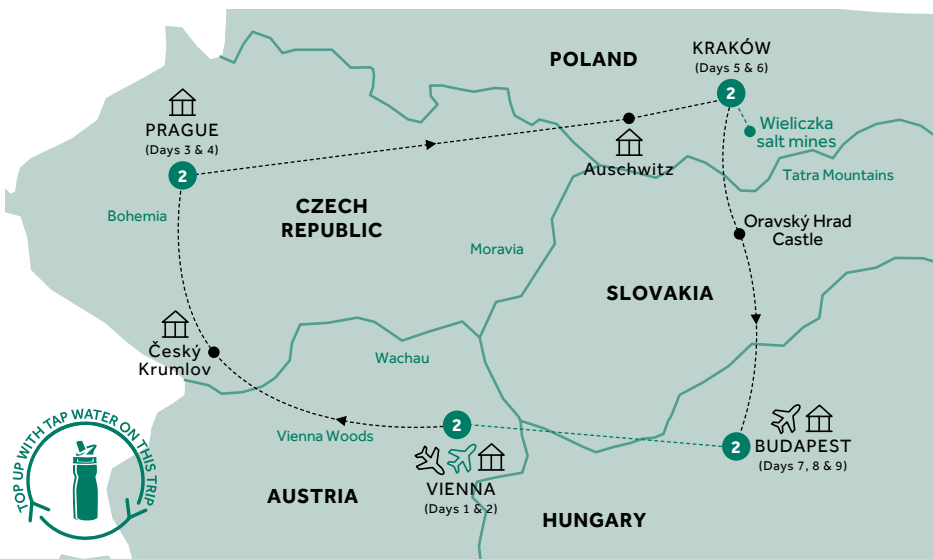 POLAND
KRAKÓW
(Days 5 & 6)
2
Wieliczka
salt mines
PRAGUE
(Days 3 & 4)
2
Auschwitz
Tatra Mountains
Bohemia
CZECH
REPUBLIC
Oravský Hrad
Castle
Moravia
SLOVAKIA
Český
Krumlov
Wachau
TOP UP WITH TAP WATER ON THIS TRIP
Vienna Woods
2
2
BUDAPEST
(Days 7, 8 & 9)
VIENNA
(Days 1 & 2)
AUSTRIA
HUNGARY